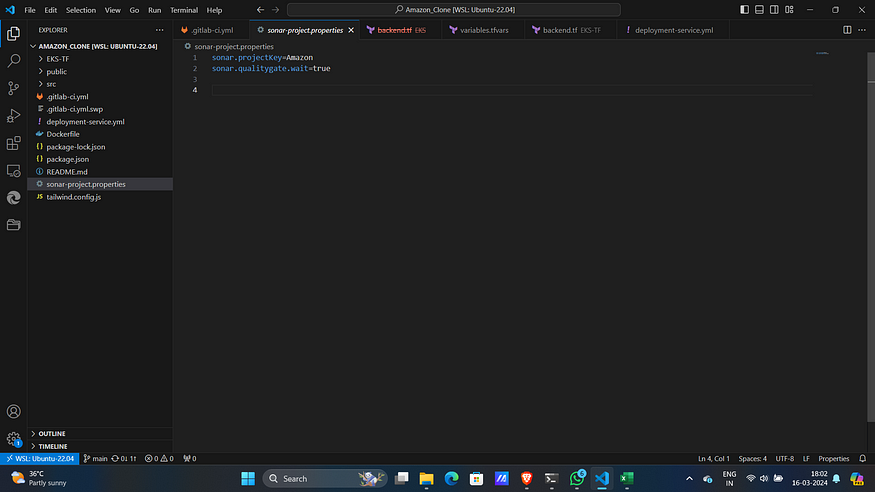 File Edit Selection View Go Run Terminal Help
Amazon_Clone [WSL: Ubuntu-22.04]
EXPLORER
AMAZON_CLONE [WSL: UBUNTU-22.04]
EKS-TF
public
src
.gitlab-ci.yml
.gitlab-ci.yml.swp
! deployment-service.yml
Dockerfile
{} package-lock.json
{} package.json
README.md
sonar-project.properties
JS tailwind.config.js
OUTLINE
TIMELINE
.gitlab-ci.yml
sonar-project.properties
backend.tf EKS
variables.tfvars
backend.tf EKS-TF
! deployment-service.yml
sonar-project.properties
1 sonar.projectKey=Amazon
2 sonar.qualitygate.wait=true
3
4
1
WSL: Ubuntu-22.04 main 0↓ 1↑ 0 0 0
Ln 4, Col 1 Spaces: 4 UTF-8 LF Properties
36°C
Partly sunny
Search
ENG
IN
18:02
16-03-2024